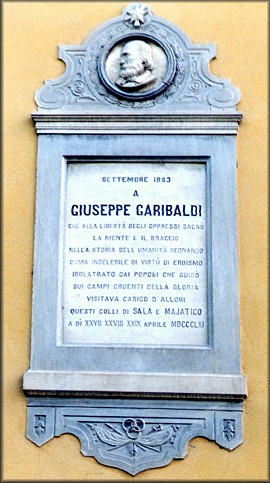 SETTEMBRE 1883
A
GIUSEPPE GARIBALDI
CHE ALLA LIBERTÀ DEGLI OPPRESSI SACRÒ
LA MENTE E IL BRACCIO
NELLA STORIA DELL'UMANITÀ SEGNANDO
ORMA INDELEBILE DI VIRTÙ DI EROISMO
IDOLATRATO DAI POPOLI CHE GUIDÒ
SUI CAMPI CRUENTI DELLA GLORIA
VISITAVA CARICO D'ALLORI
QUESTI COLLI DI SALA E MAJATICO
A DÌ XXVII XXVIII XXIX APRILE MDCCCLXI